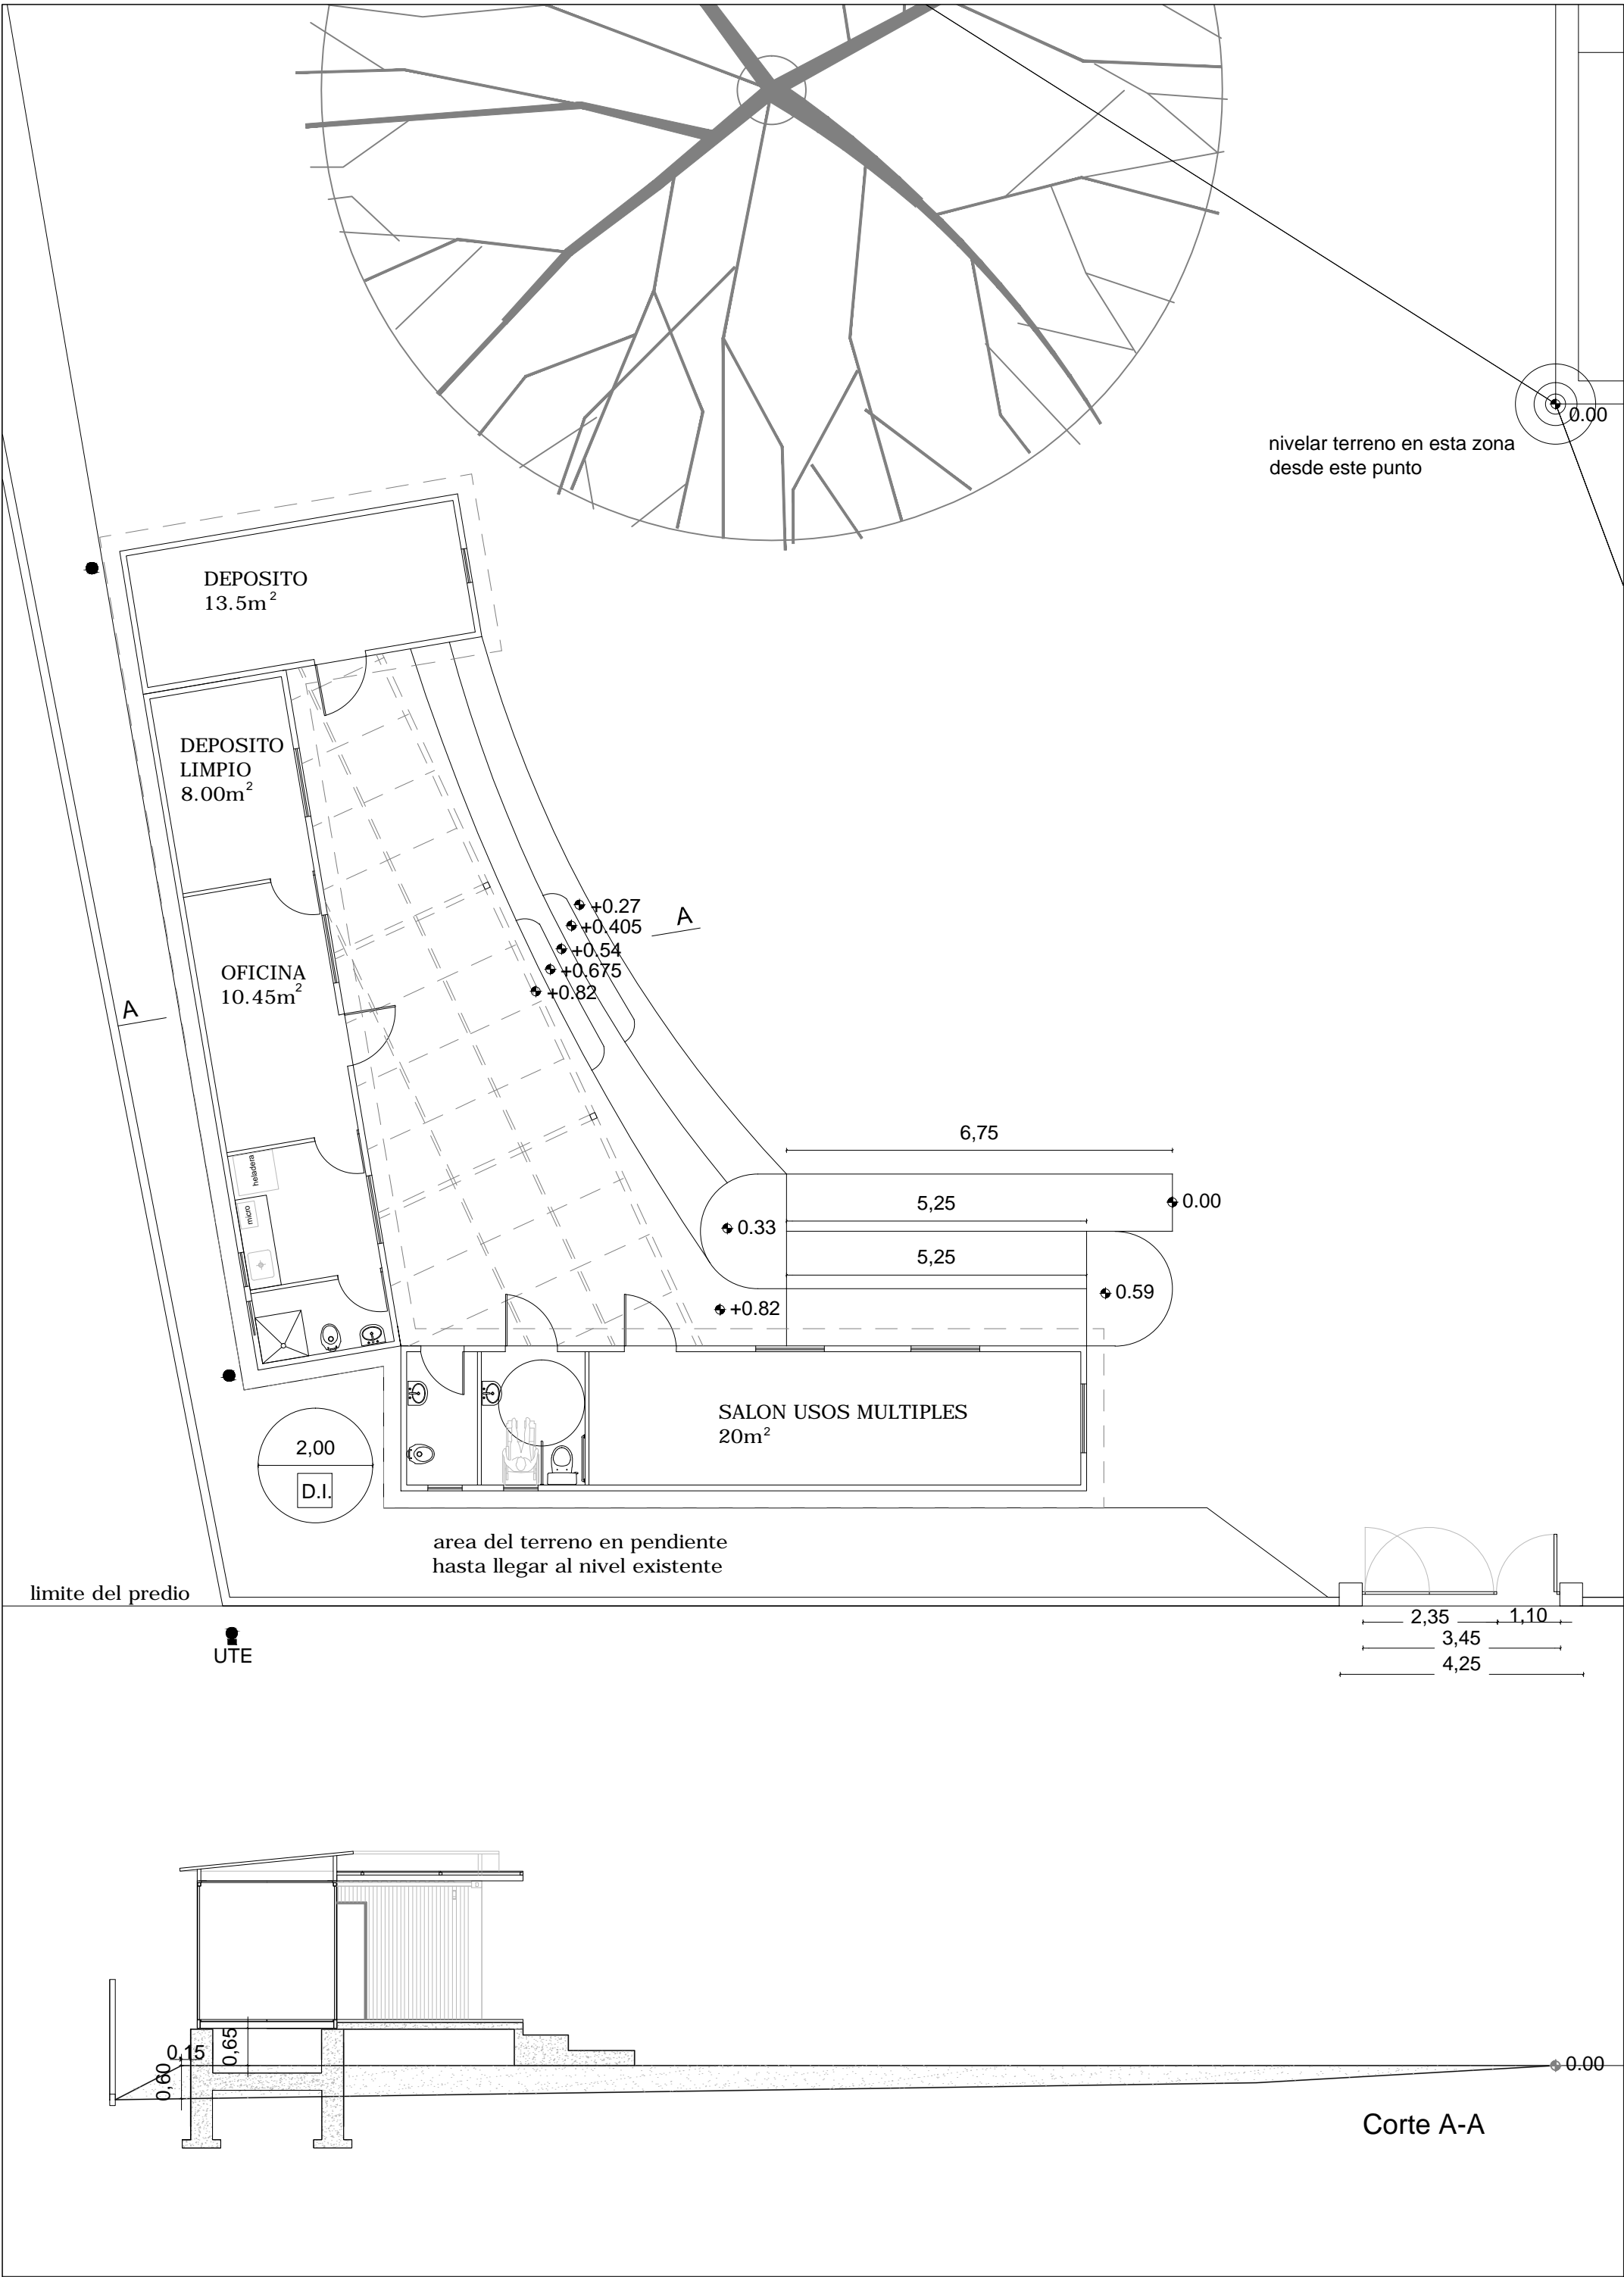 0.00
nivelar terreno en esta zona
desde este punto
DEPOSITO
13.5m²
DEPOSITO
LIMPIO
8.00m²
+0.27
+0.405
+0.54
+0.675
+0.82
A
OFICINA
10.45m²
A
6,75
heladera
micro
5,25
0.00
0.33
5,25
0.59
+0.82
SALON USOS MULTIPLES
20m²
2,00
D.I.
area del terreno en pendiente
hasta llegar al nivel existente
limite del predio
2,35
1,10
3,45
4,25
UTE
0,15
0,65
0,60
0.00
Corte A-A